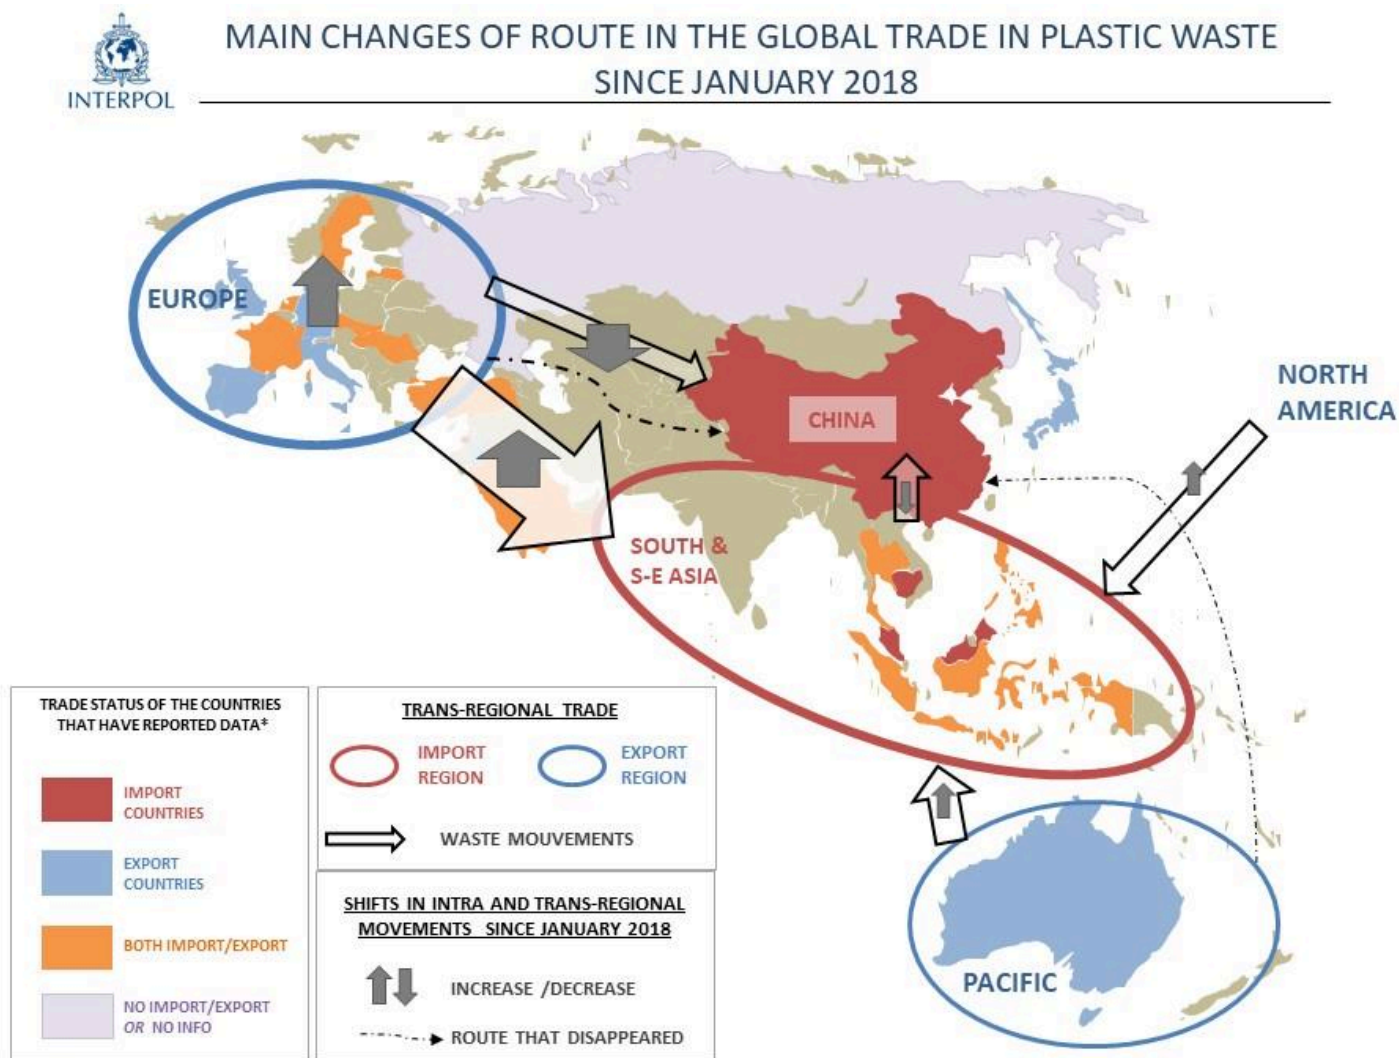 MAIN CHANGES OF ROUTE IN THE GLOBAL TRADE IN PLASTIC WASTE
SINCE JANUARY 2018
INTERPOL
EUROPE
CHINA
NORTH
AMERICA
SOUTH &
S-E ASIA
PACIFIC
TRADE STATUS OF THE COUNTRIES
THAT HAVE REPORTED DATA*
IMPORT
COUNTRIES
EXPORT
COUNTRIES
BOTH IMPORT/EXPORT
NO IMPORT/EXPORT
OR NO INFO
TRANS-REGIONAL TRADE
IMPORT
REGION
EXPORT
REGION
WASTE MOUVEMENTS
SHIFTS IN INTRA AND TRANS-REGIONAL
MOVEMENTS SINCE JANUARY 2018
INCREASE /DECREASE
ROUTE THAT DISAPPEARED